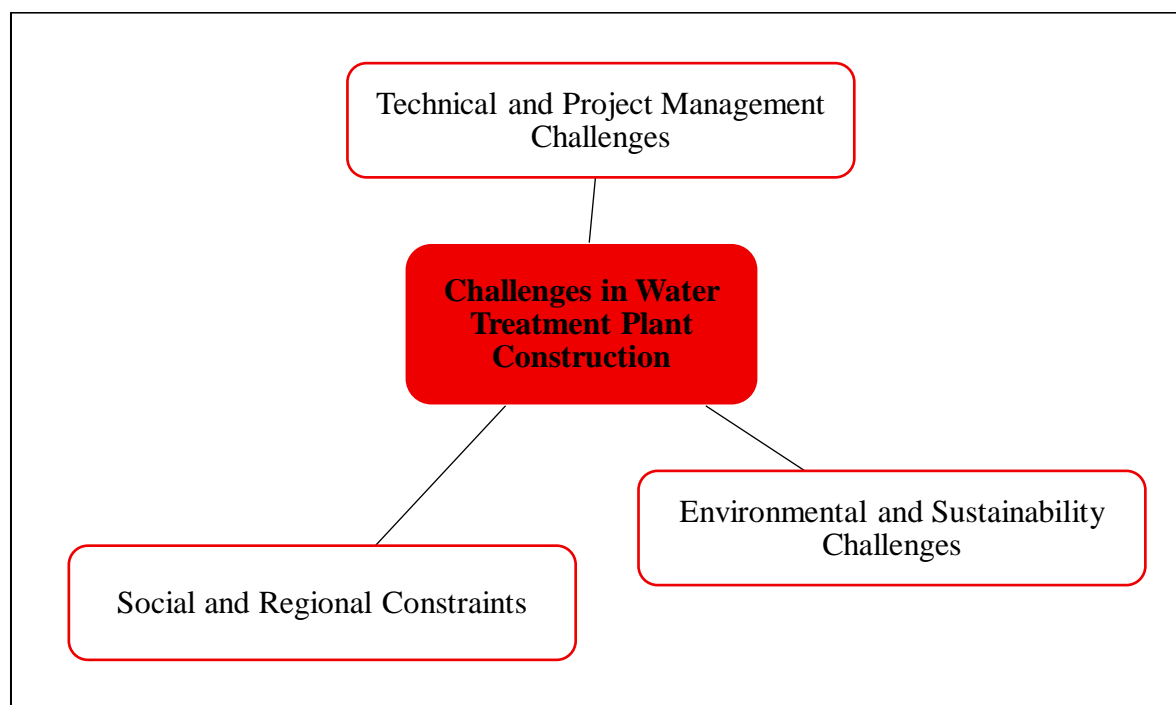 Technical and Project Management
Challenges
Challenges in Water
Treatment Plant
Construction
Environmental and Sustainability
Challenges
Social and Regional Constraints